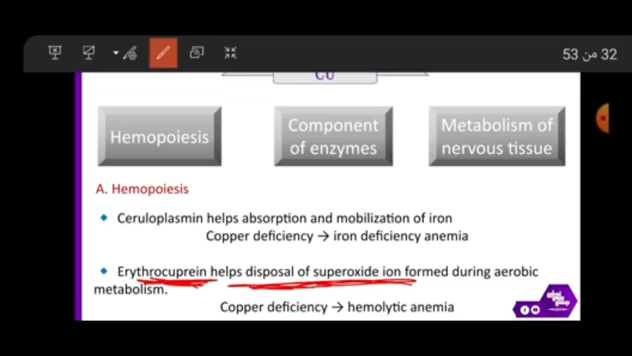 32 من 53
CU
Hemopoiesis
Component
of enzymes
Metabolism of
nervous tissue
A. Hemopoiesis
Ceruloplasmin helps absorption and mobilization of iron
Copper deficiency → iron deficiency anemia
Erythrocuprein helps disposal of superoxide ion formed during aerobic
metabolism.
Copper deficiency → hemolytic anemia